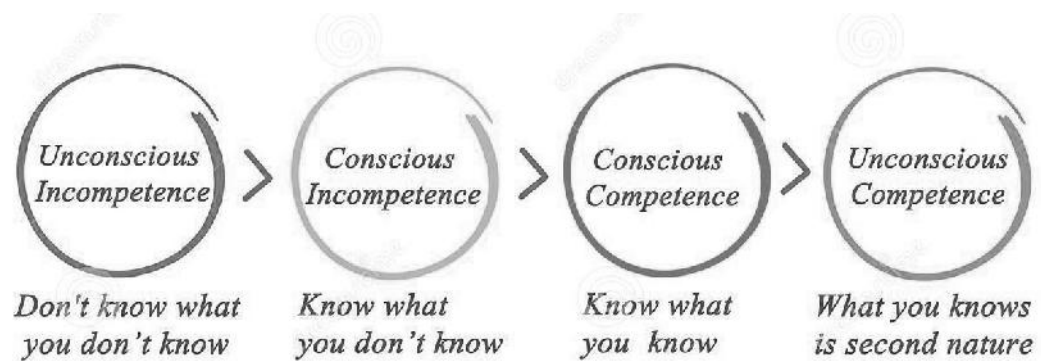 Unconscious
Incompetence
>
Conscious
Incompetence
>
Conscious
Competence
>
Unconscious
Competence
Don't know what
you don't know
Know what
you don't know
Know what
you know
What you knows
is second nature